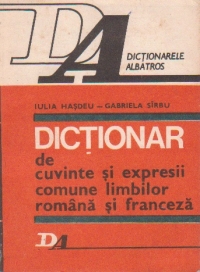 DA
DICȚIONARELE
ALBATROS
IULIA HAȘDEU – GABRIELA SÎRBU
DICȚIONAR
de
cuvinte și expresii
comune limbilor
română și franceză
DA